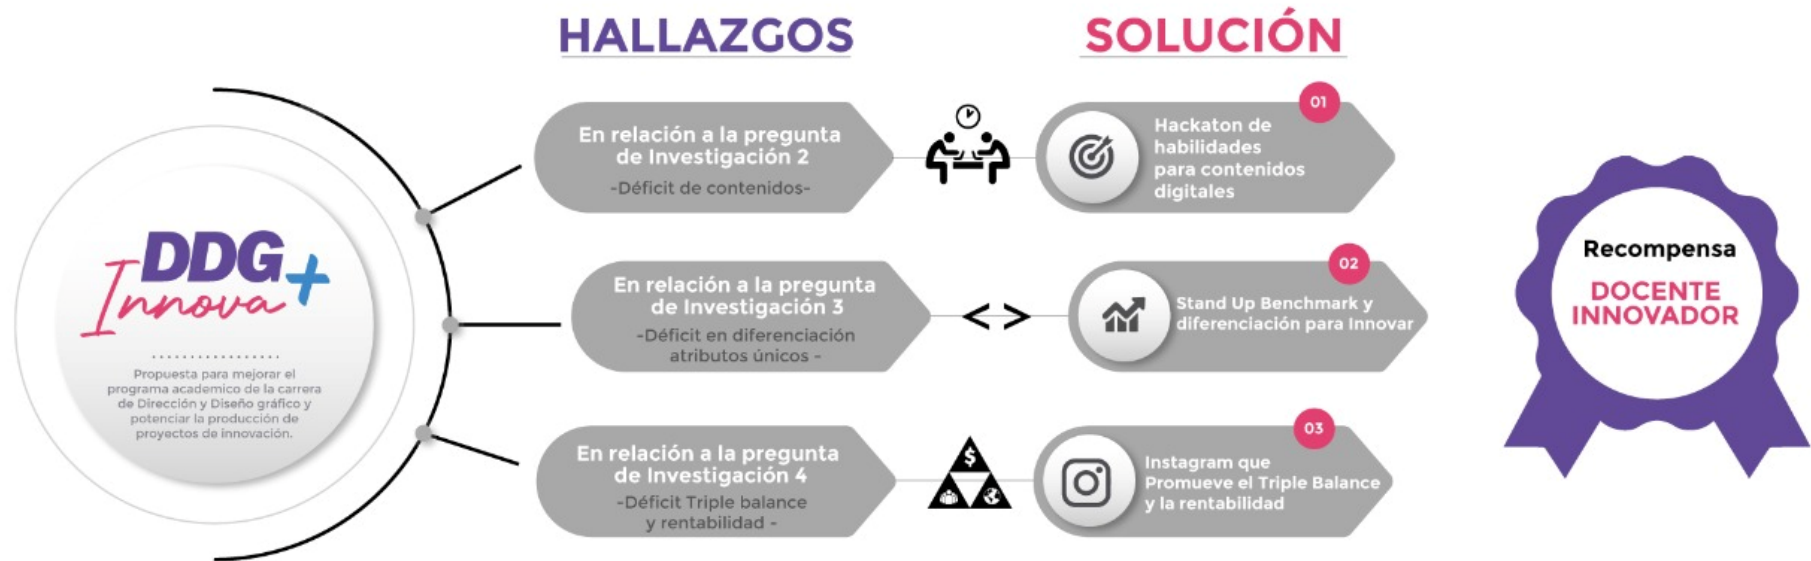 HALLAZGOS
SOLUCIÓN
DDG+
Innova
Propuesta para mejorar el
programa academico de la carrera
de Dirección y Diseño gráfico y
potenciar la producción de
proyectos de innovación.
En relación a la pregunta
de Investigación 2
-Déficit de contenidos-
01
Hackaton de
habilidades
para contenidos
digitales
En relación a la pregunta
de Investigación 3
-Déficit en diferenciación
atributos únicos -
< >
02
Stand Up Benchmark y
diferenciación para Innovar
En relación a la pregunta
de Investigación 4
-Déficit Triple balance
y rentabilidad -
$
03
Instagram que
Promueve el Triple Balance
y la rentabilidad
Recompensa
DOCENTE
INNOVADOR